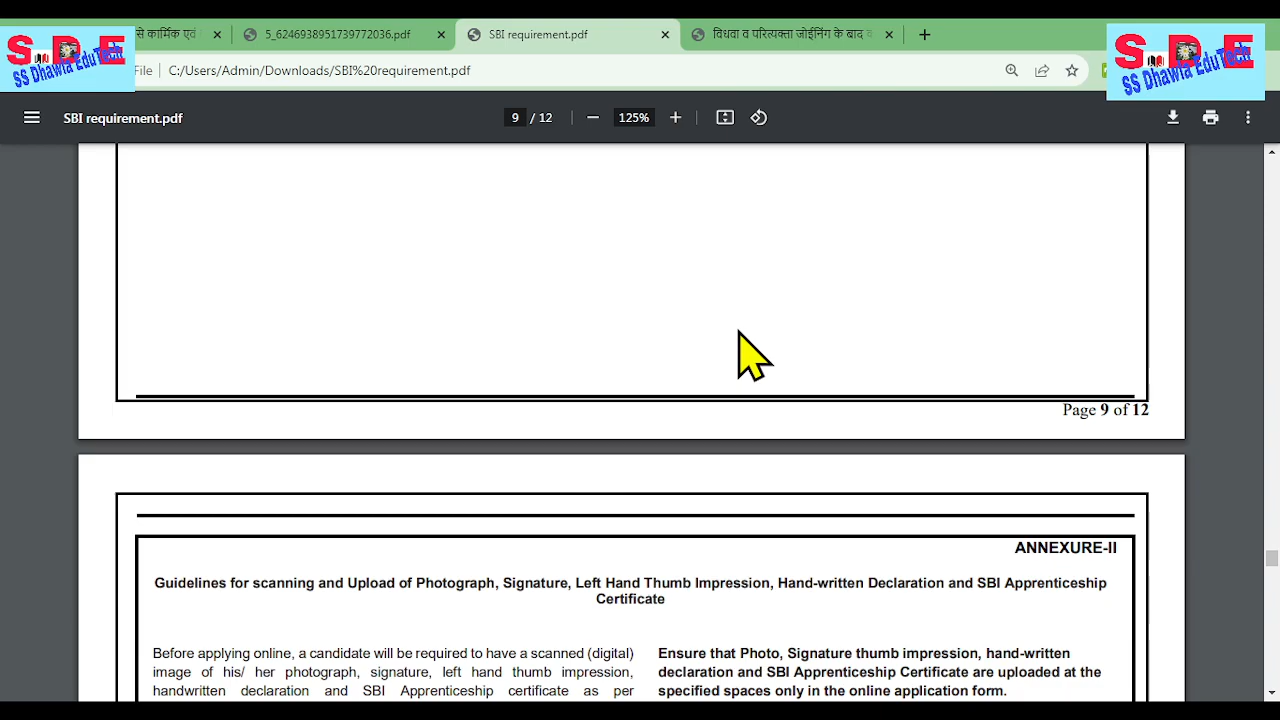 SDE
SS Dhawla EduTech
से कार्मिक एवं
5_6246938951739772036.pdf
SBI requirement.pdf
विधवा व परित्यक्ता जोईनिंग के बाद
SDE
SS Dhawla EduTech
File C:/Users/Admin/Downloads/SBI%20requirement.pdf
SBI requirement.pdf
9 / 12
125%
Page 9 of 12
ANNEXURE-II
Guidelines for scanning and Upload of Photograph, Signature, Left Hand Thumb Impression, Hand-written Declaration and SBI Apprenticeship
Certificate
Before applying online, a candidate will be required to have a scanned (digital)
image of his/ her photograph, signature, left hand thumb impression,
handwritten declaration and SBI Apprenticeship certificate as per
Ensure that Photo, Signature thumb impression, hand-written
declaration and SBI Apprenticeship Certificate are uploaded at the
specified spaces only in the online application form.